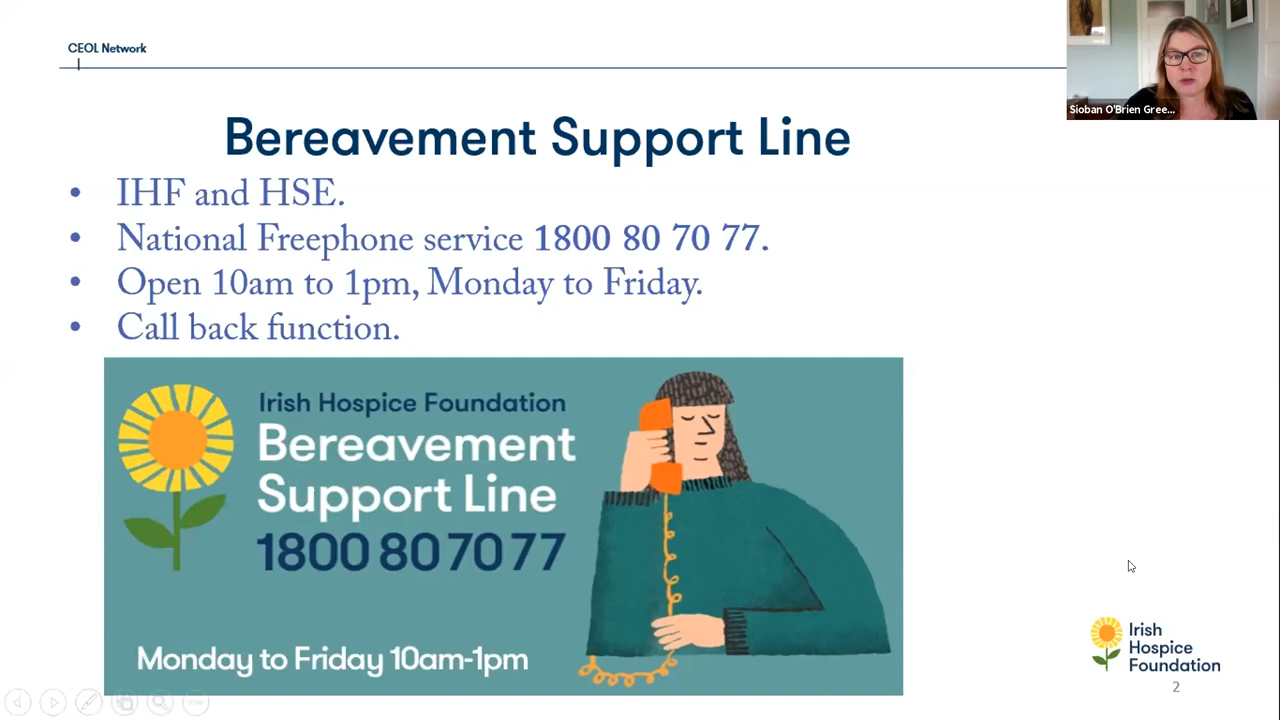 CEOL Network
Sioban O'Brien Gree...
Bereavement Support Line
• IHF and HSE.
• National Freephone service 1800 80 70 77.
• Open 10am to 1pm, Monday to Friday.
• Call back function.
Irish Hospice Foundation
Bereavement
Support Line
1800 80 70 77
Monday to Friday 10am-1pm
Irish
Hospice
Foundation
2